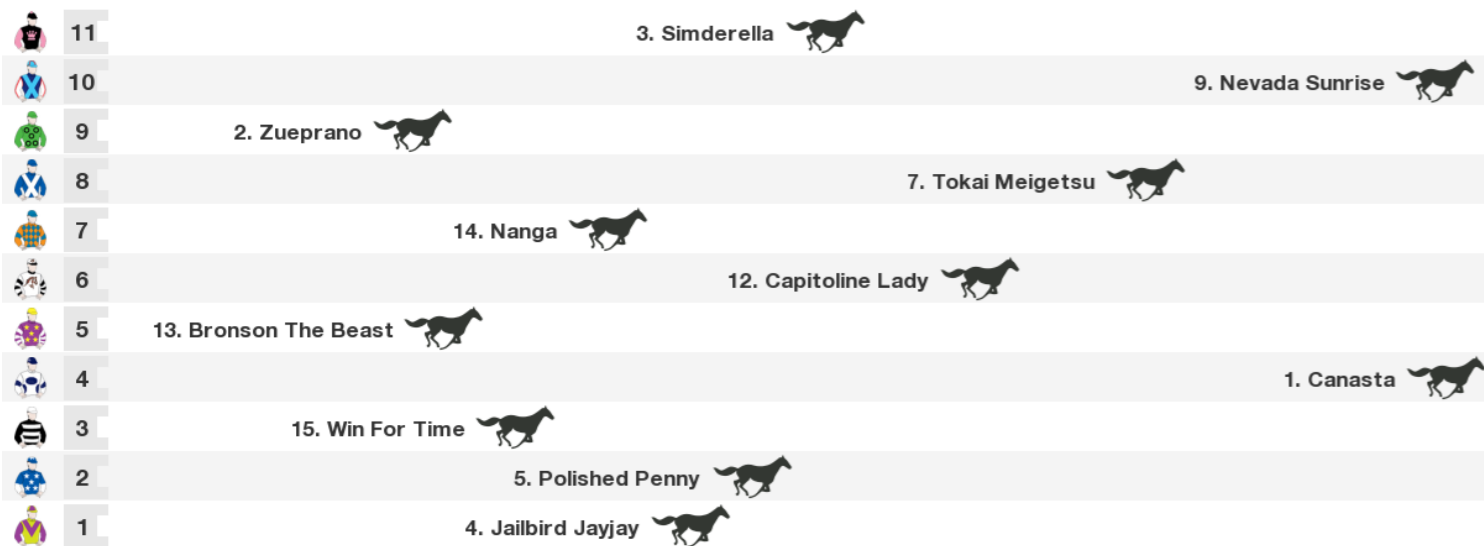 11 3. Simderella
10 9. Nevada Sunrise
9 2. Zueprano
8 7. Tokai Meigetsu
7 14. Nanga
6 12. Capitoline Lady
5 13. Bronson The Beast
4 1. Canasta
3 15. Win For Time
2 5. Polished Penny
1 4. Jailbird Jayjay